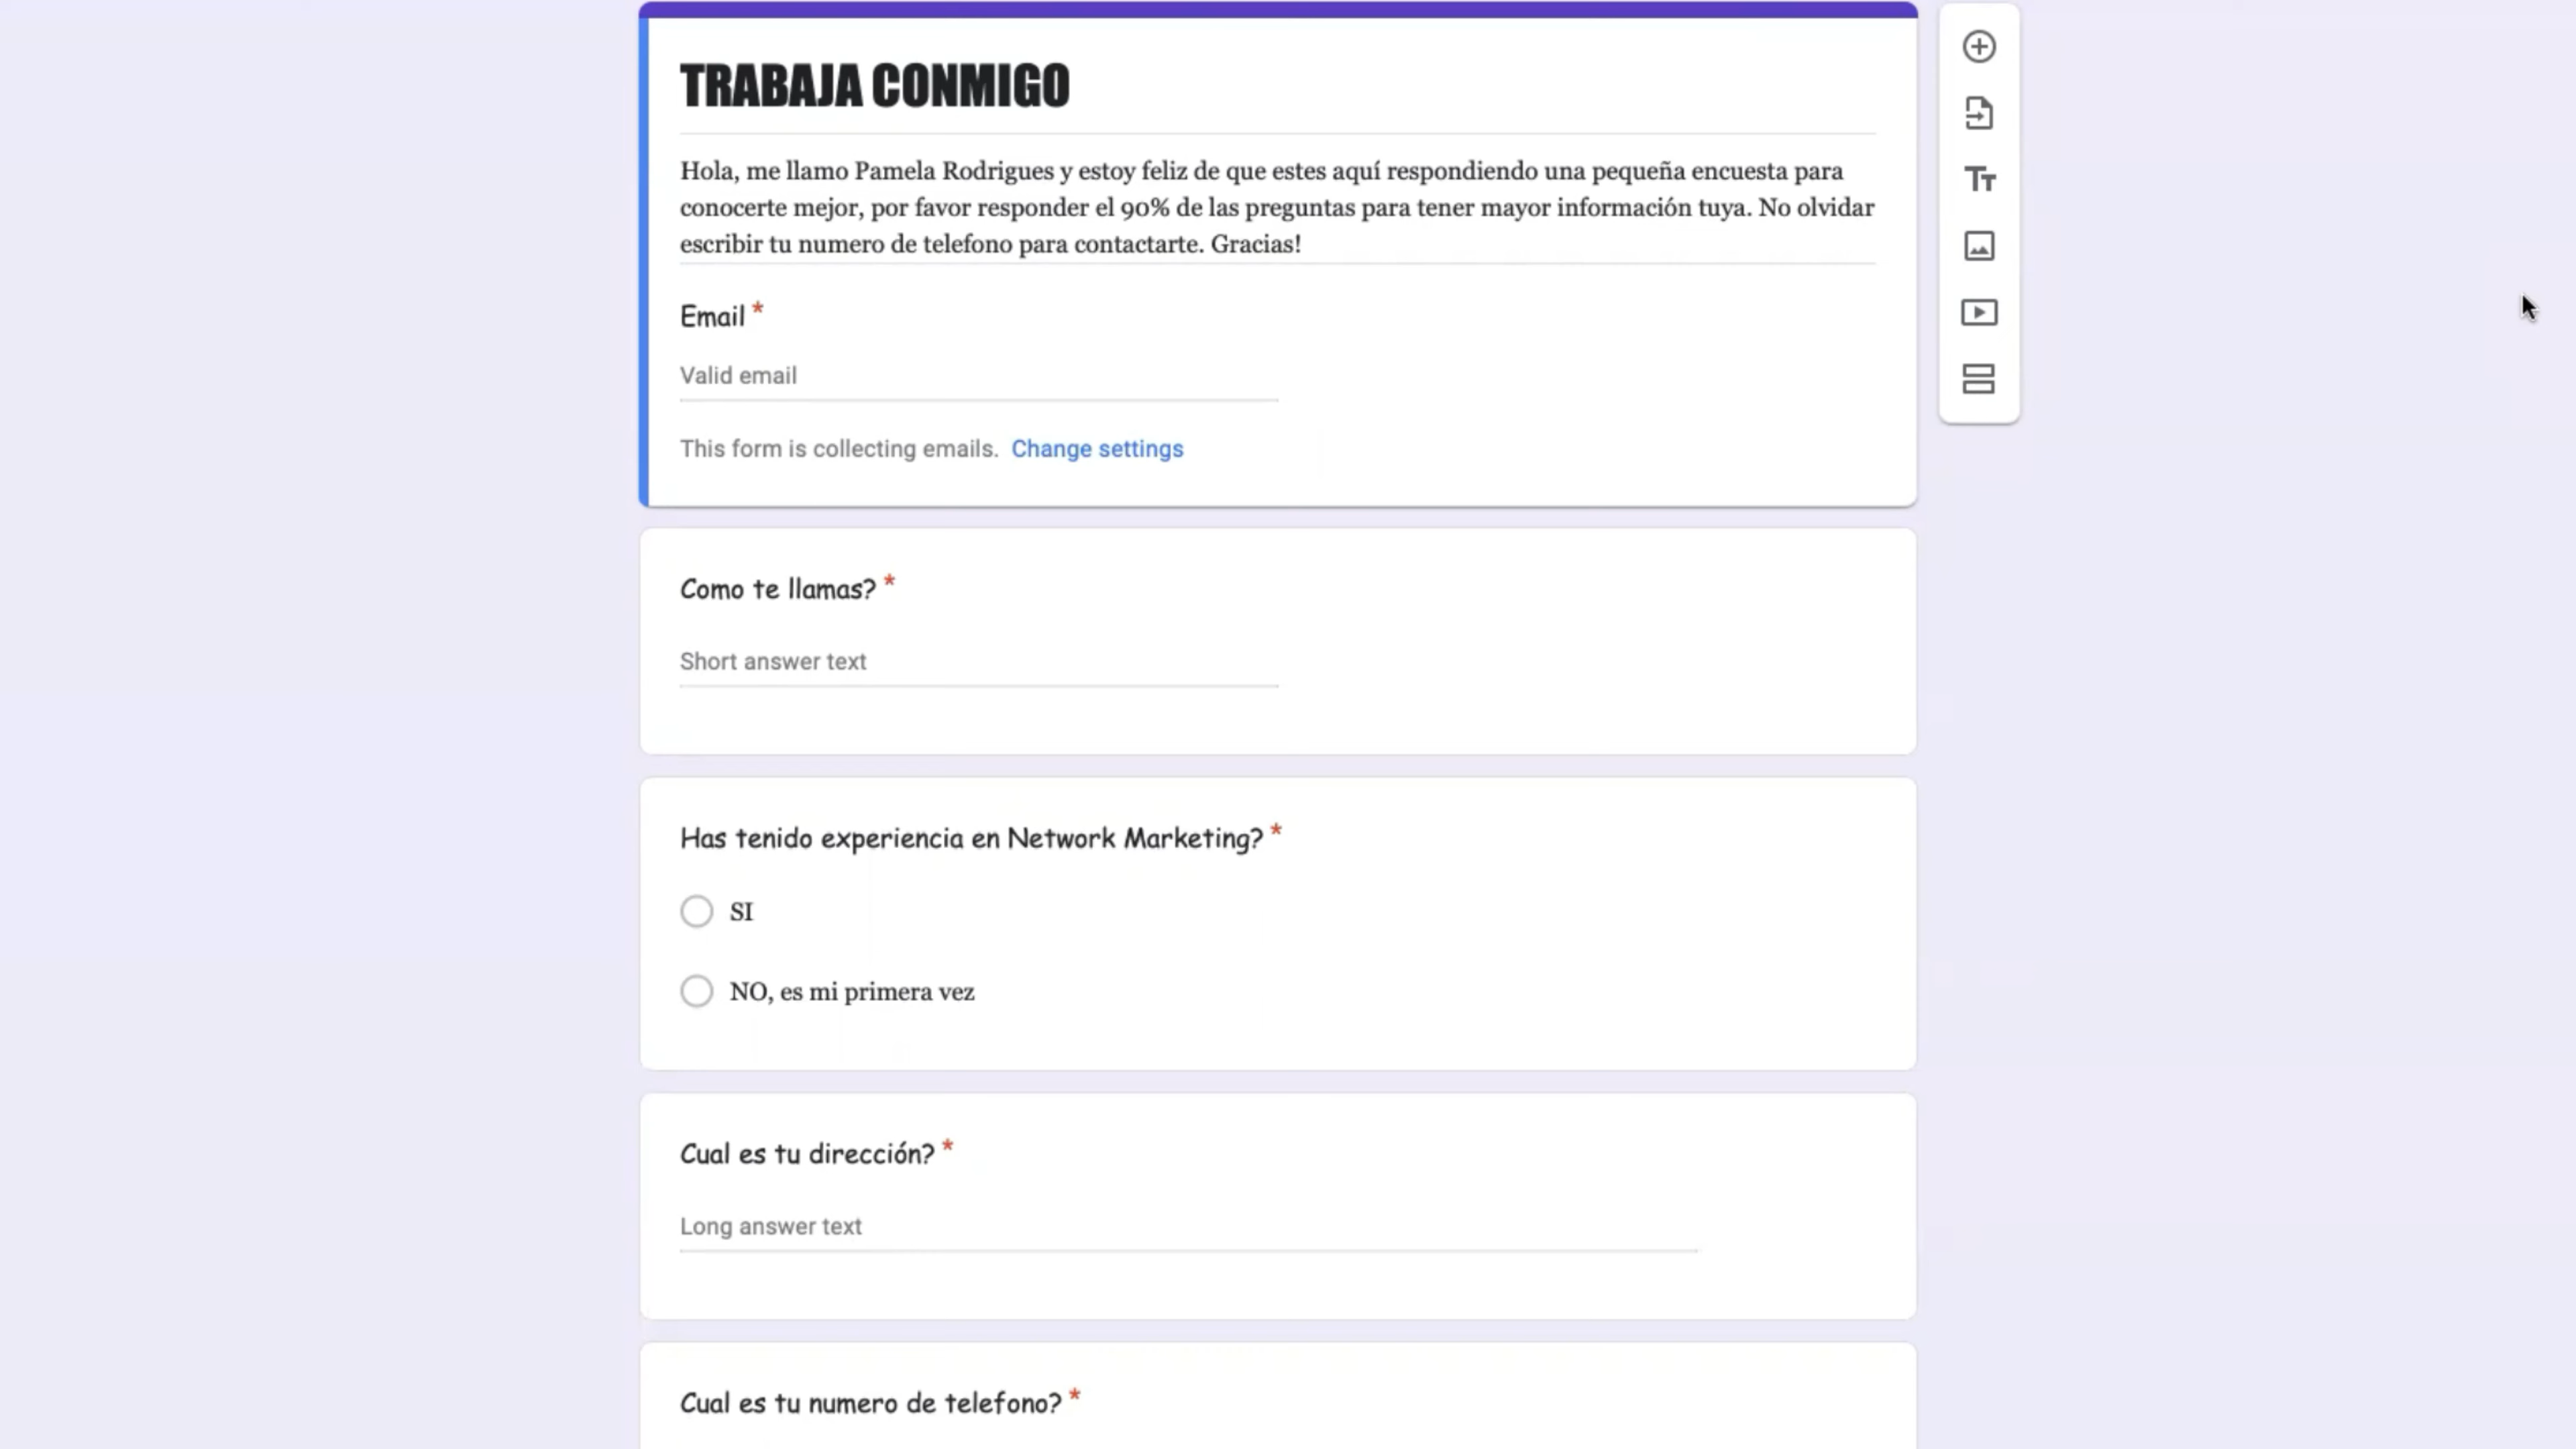 TRABAJA CONMIGO
Hola, me llamo Pamela Rodrigues y estoy feliz de que estes aquí respondiendo una pequeña encuesta para
conocerte mejor, por favor responder el 90% de las preguntas para tener mayor información tuya. No olvidar
escribir tu numero de telefono para contactarte. Gracias!
Email *
Valid email
This form is collecting emails. Change settings
Como te llamas? *
Short answer text
Has tenido experiencia en Network Marketing? *
SI
NO, es mi primera vez
Cual es tu dirección? *
Long answer text
Cual es tu numero de telefono? *